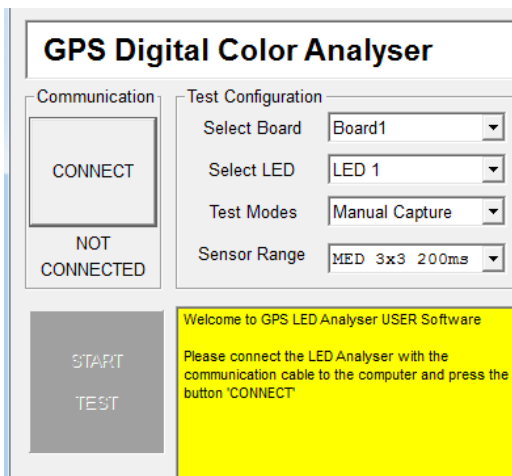 GPS Digital Color Analyser
Communication
CONNECT
NOT
CONNECTED
Test Configuration
Select Board Board1
Select LED LED 1
Test Modes Manual Capture
Sensor Range MED 3x3 200ms
START
TEST
Welcome to GPS LED Analyser USER Software
Please connect the LED Analyser with the
communication cable to the computer and press the
button 'CONNECT'